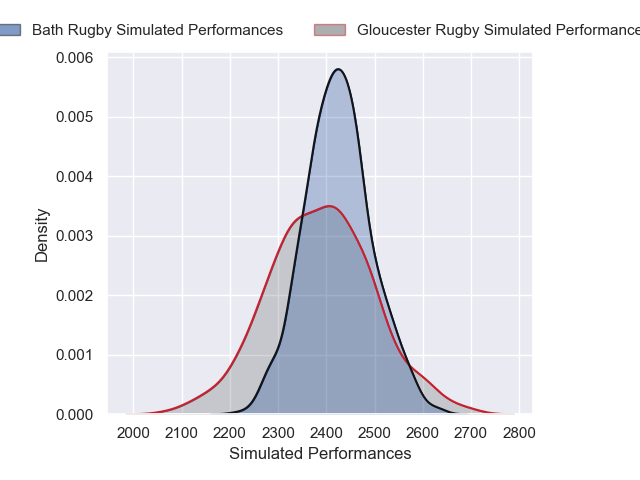 Bath Rugby Simulated Performances
Gloucester Rugby Simulated Performance
0.006
0.005
0.004
0.003
0.002
0.001
0.000
Density
2000 2100 2200 2300 2400 2500 2600 2700 2800
Simulated Performances